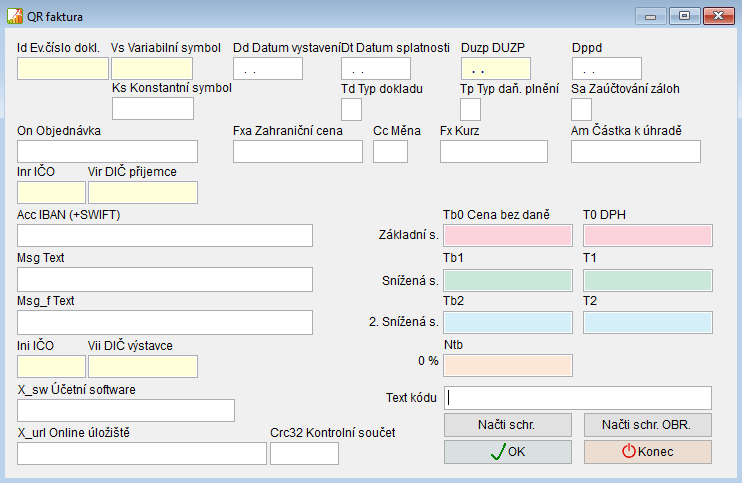 QR faktura
Id Ev.číslo dokl. Vs Variabilní symbol Dd Datum vystavení Dt Datum splatnosti Duzp DUZP Dppd
. . . . . . . .
Ks Konstantní symbol Td Typ dokladu Tp Typ daň. plnění Sa Zaúčtování záloh
On Objednávka Fxa Zahraniční cena Cc Měna Fx Kurz Am Částka k úhradě
Inr IČO Vir DIČ přijemce
Acc IBAN (+SWIFT) Tb0 Cena bez daně T0 DPH
Základní s.
Msg Text Tb1 T1
Snížená s.
Msg_f Text Tb2 T2
2. Snížená s.
Ini IČO Vii DIČ výstavce Ntb
0 %
X_sw Účetní software
Text kódu
Načti schr. Načti schr. OBR.
X_url Online úložiště Crc32 Kontrolní součet
OK Konec